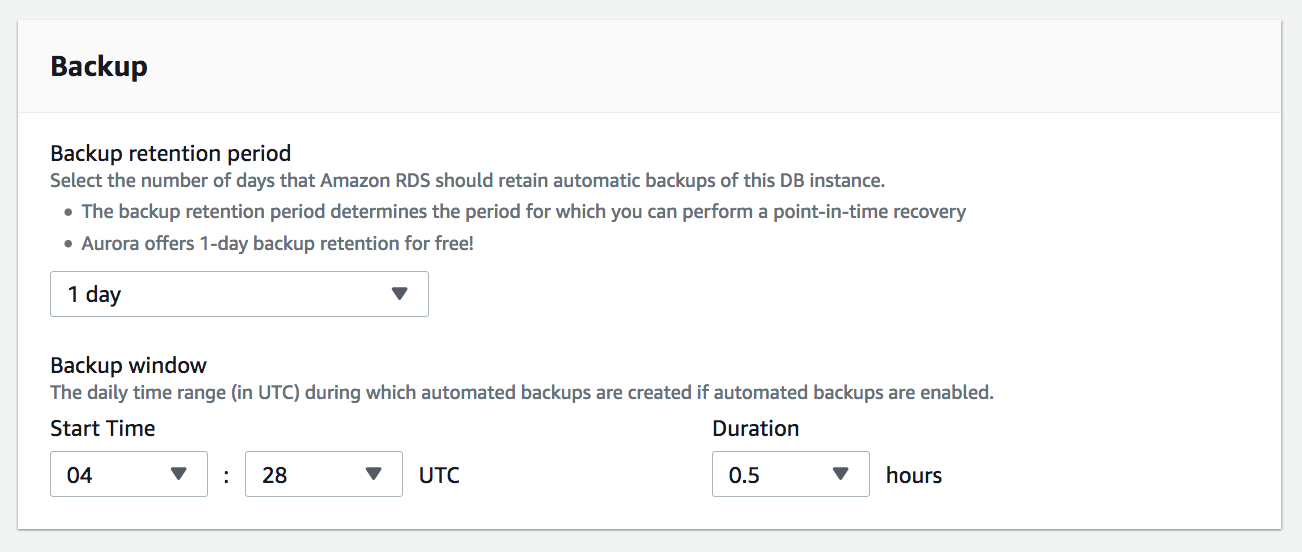 Backup
Backup retention period
Select the number of days that Amazon RDS should retain automatic backups of this DB instance.
• The backup retention period determines the period for which you can perform a point-in-time recovery
• Aurora offers 1-day backup retention for free!
1 day
Backup window
The daily time range (in UTC) during which automated backups are created if automated backups are enabled.
Start Time Duration
04 : 28 UTC 0.5 hours